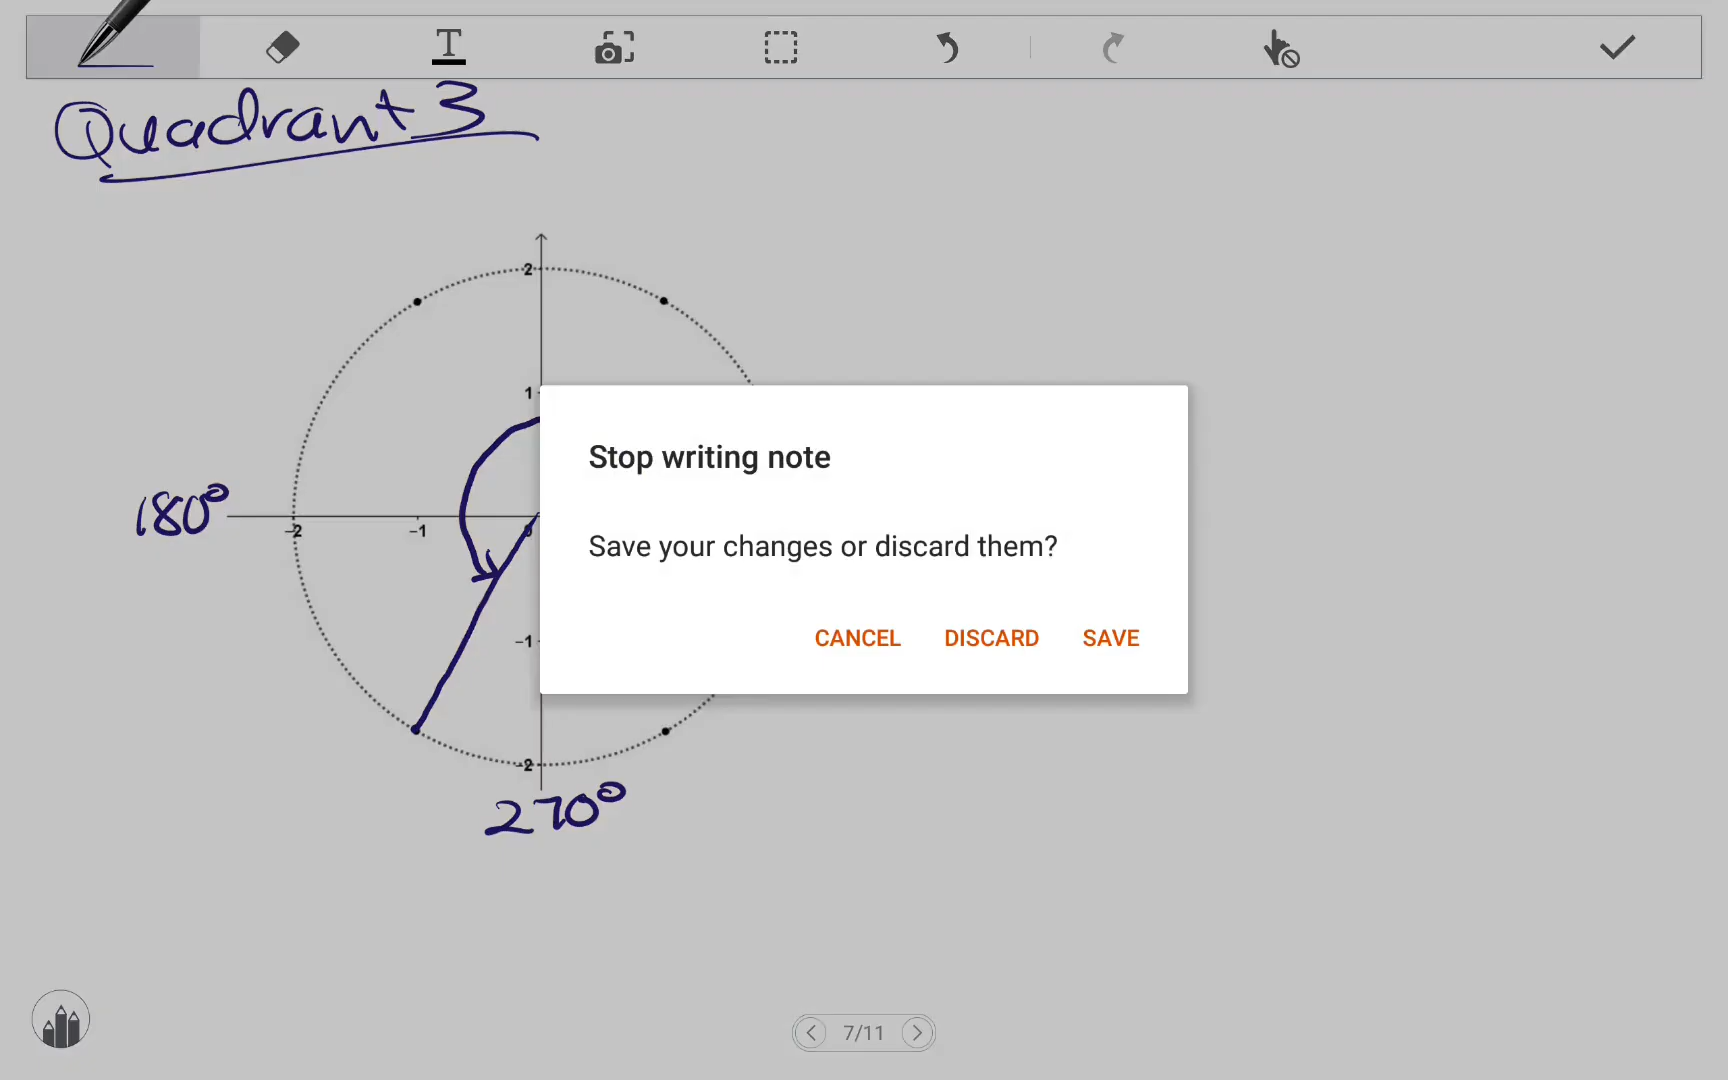 T
Quadrant 3
2
1
180°
-2
-1
0
-1
-2
270°
Stop writing note
Save your changes or discard them?
CANCEL DISCARD SAVE
7/11